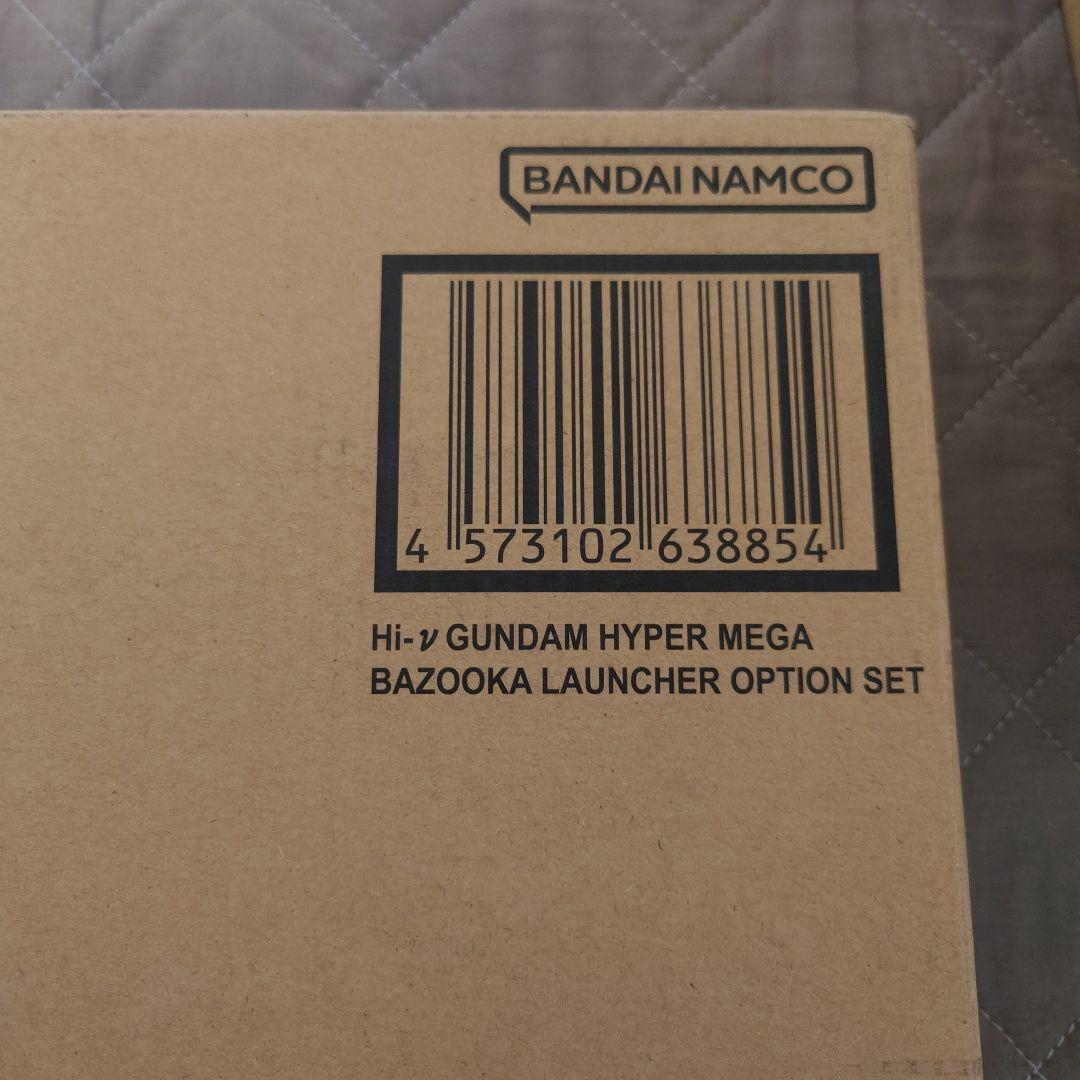 BANDAI NAMCO
4 573102 638854
Hi-ν GUNDAM HYPER MEGA
BAZOOKA LAUNCHER OPTION SET